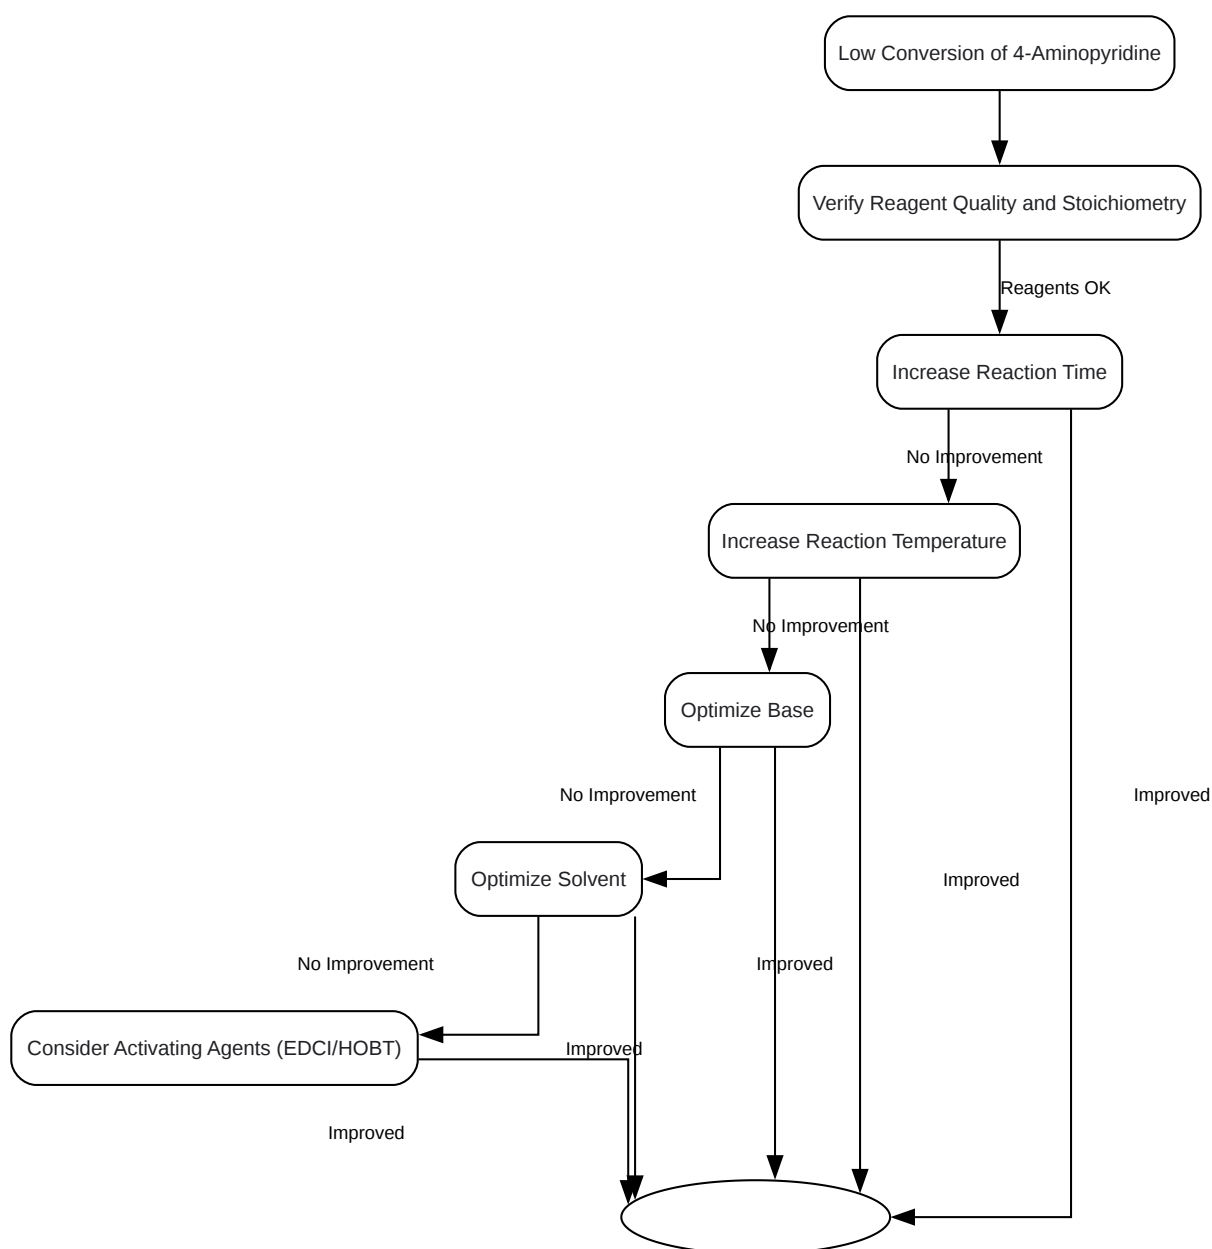 Low Conversion of 4-Aminopyridine
Verify Reagent Quality and Stoichiometry
Reagents OK
Increase Reaction Time
No Improvement
Increase Reaction Temperature
No Improvement
Optimize Base
No Improvement
Improved
Optimize Solvent
Improved
No Improvement
Improved
Consider Activating Agents (EDCI/HOBT)
Improved
Improved